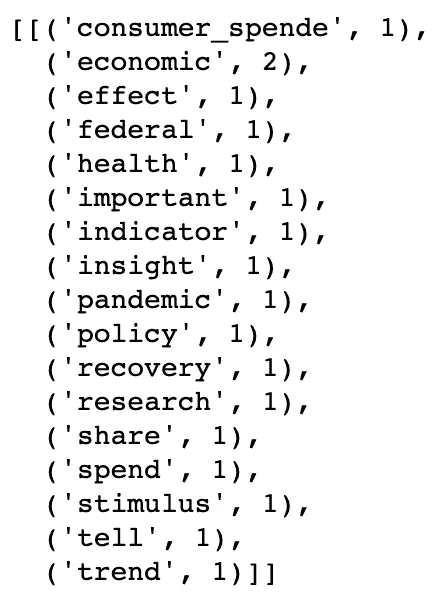 [[('consumer_spende', 1),
('economic', 2),
('effect', 1),
('federal', 1),
('health', 1),
('important', 1),
('indicator', 1),
('insight', 1),
('pandemic', 1),
('policy', 1),
('recovery', 1),
('research', 1),
('share', 1),
('spend', 1),
('stimulus', 1),
('tell', 1),
('trend', 1)]]